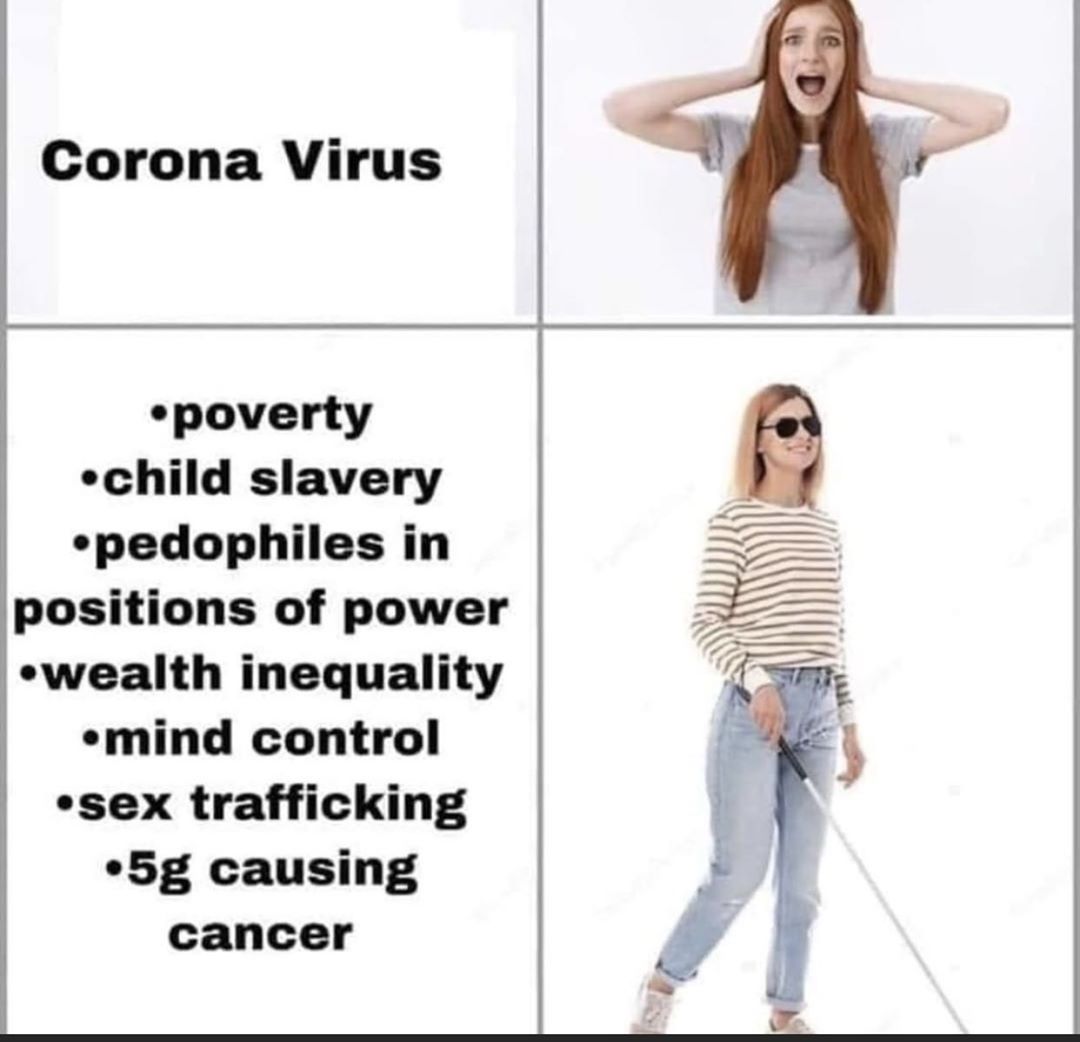 Corona Virus
•poverty
•child slavery
•pedophiles in
positions of power
•wealth inequality
•mind control
•sex trafficking
•5g causing
cancer